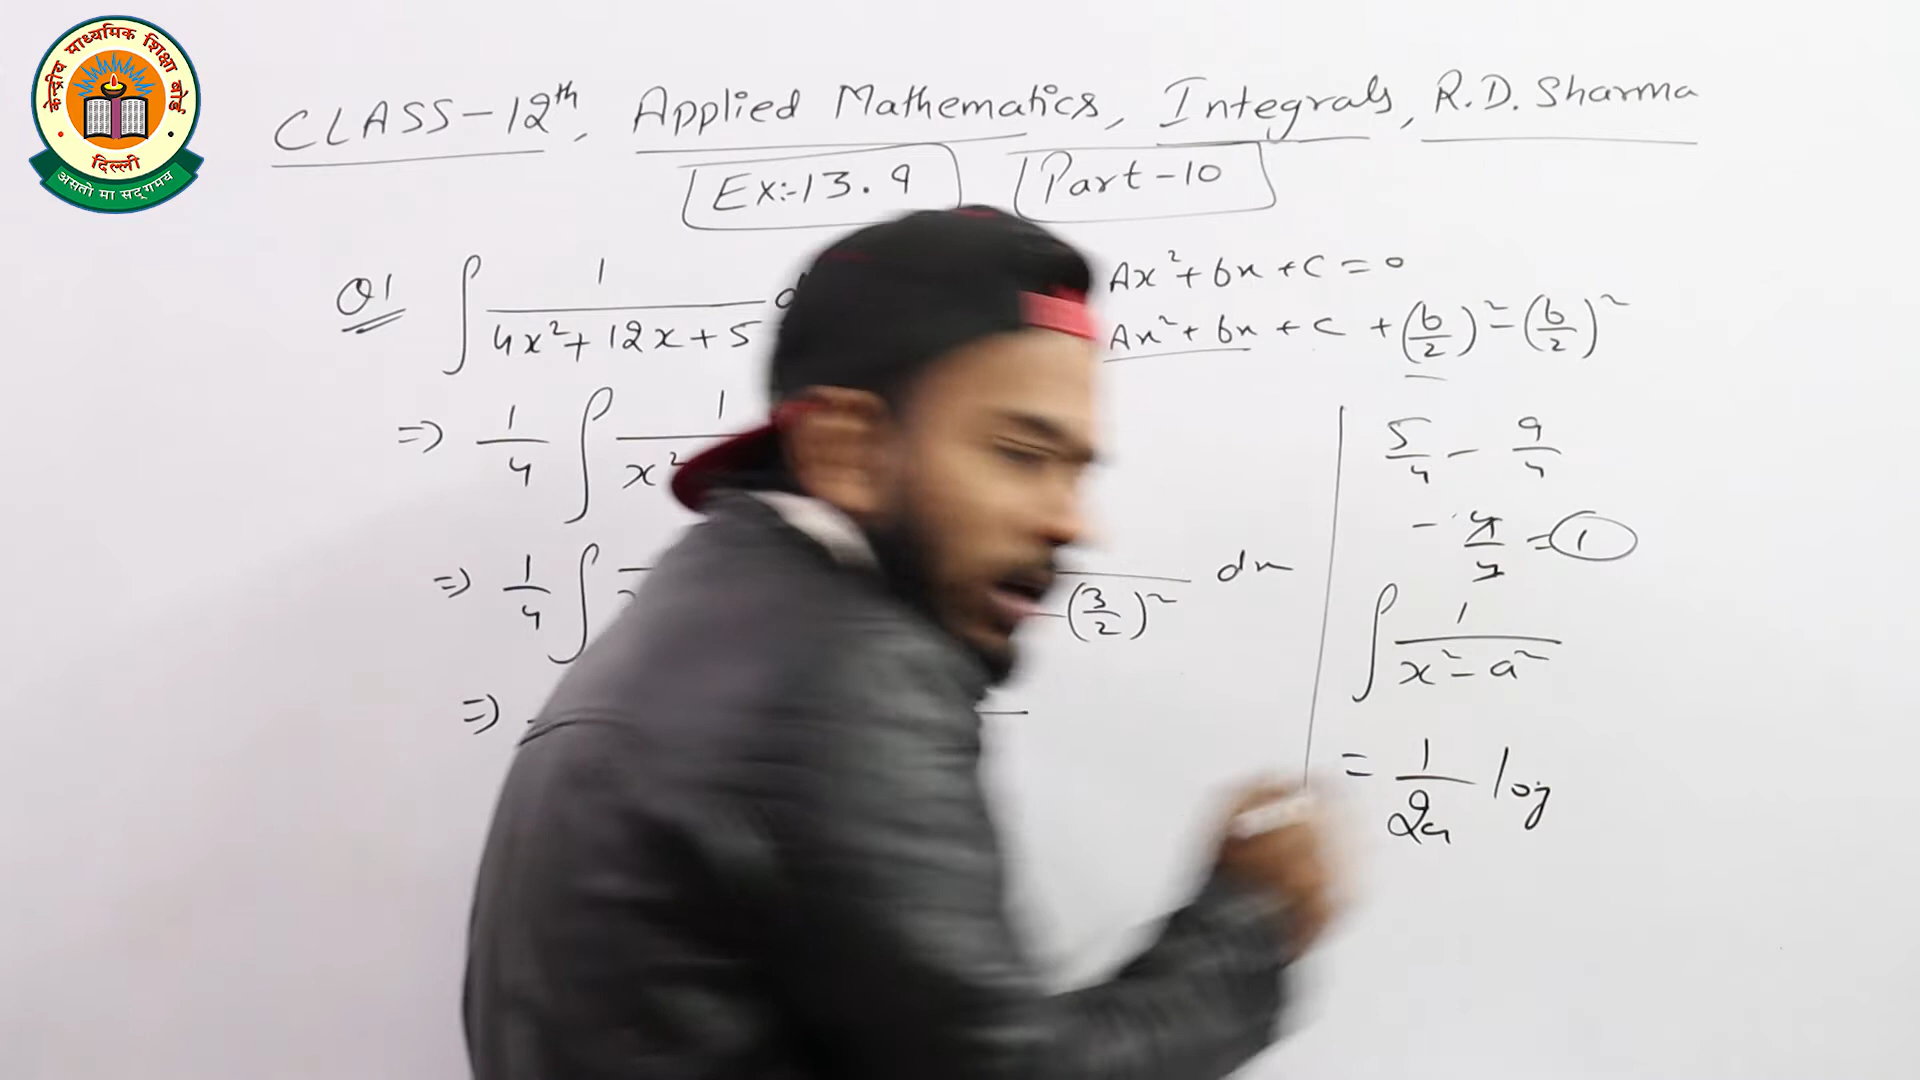 केन्द्रीय माध्यमिक शिक्षा बोर्ड
दिल्ली
असतो मा सद्गमय
CLASS-12th, Applied Mathematics, Integrals, R.D. Sharma
Ex:-13.9 Part-10
Q1 ∫ 1/(4x²+12x+5) d
Ax²+bx+C=0
Ax²+bx+C+(b/2)²=(b/2)²
=> 1/4 ∫ 1/x²
=> 1/4 ∫ -(3/2)² dx
=>
5/4 - 9/4
- 4/4 = 1
∫ 1/(x²-a²)
= 1/2a log